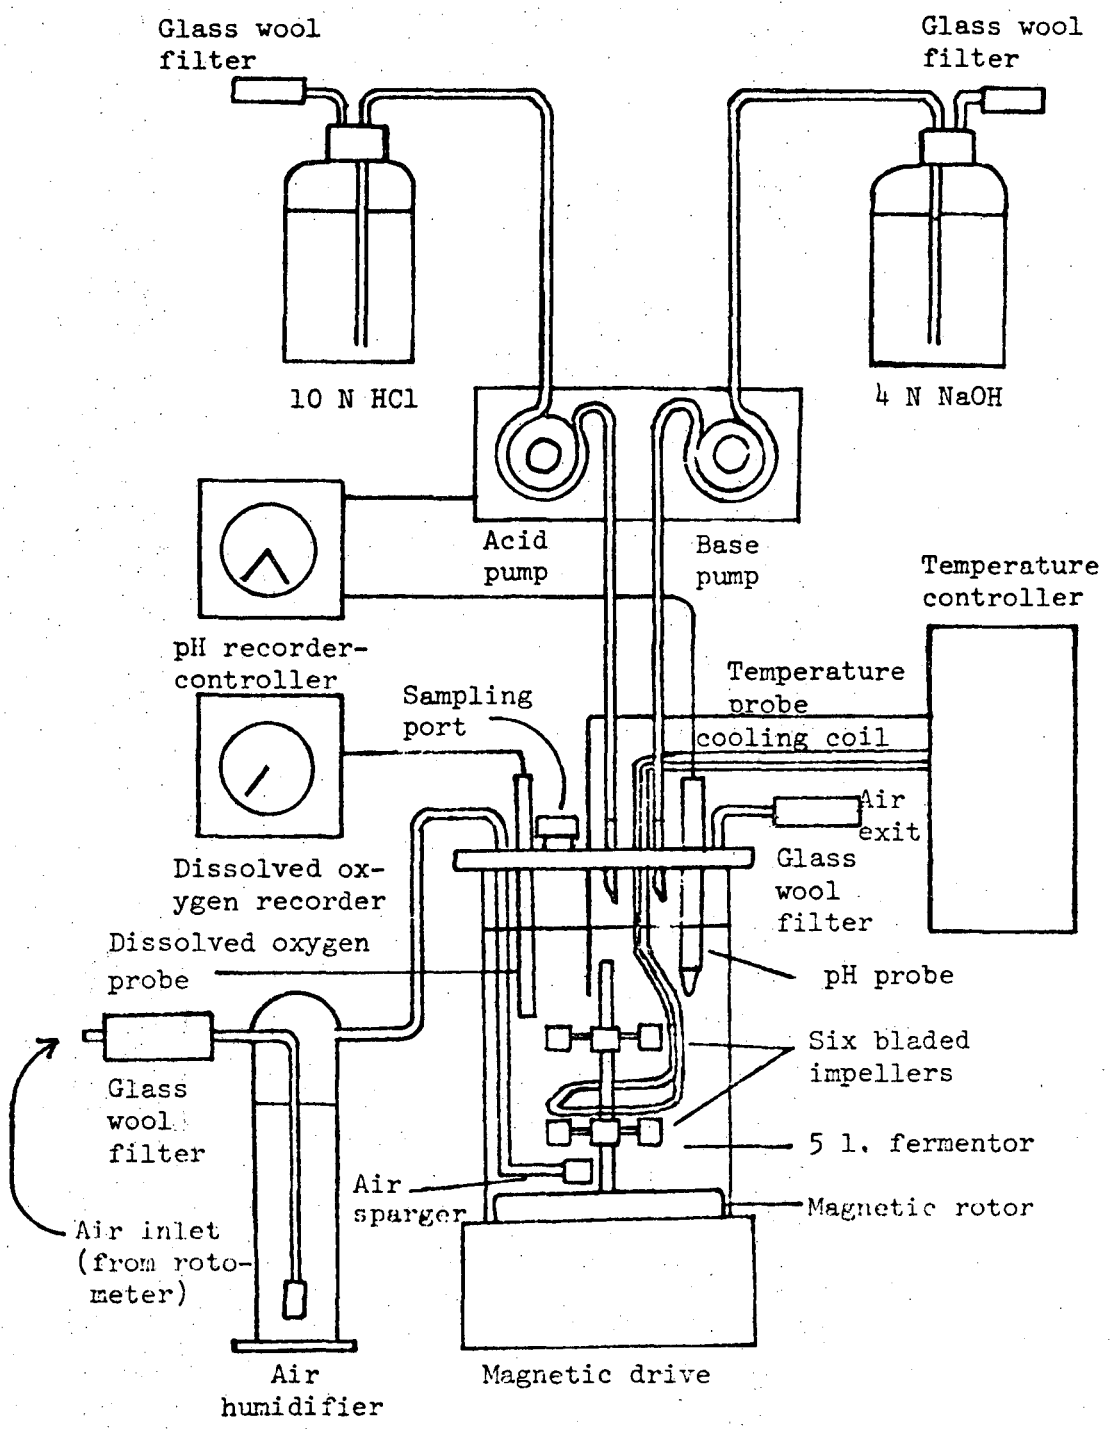 Glass wool
filter
Glass wool
filter
10 N HCl
4 N NaOH
Acid
pump
Base
pump
Temperature
controller
pH recorder-
controller
Sampling
port
Temperature
probe
cooling coil
Air
exit
Glass
wool
filter
Dissolved ox-
ygen recorder
Dissolved oxygen
probe
pH probe
Six bladed
impellers
Glass
wool
filter
5 l. fermentor
Air
sparger
Magnetic rotor
Air inlet
(from roto-
meter)
Air
humidifier
Magnetic drive